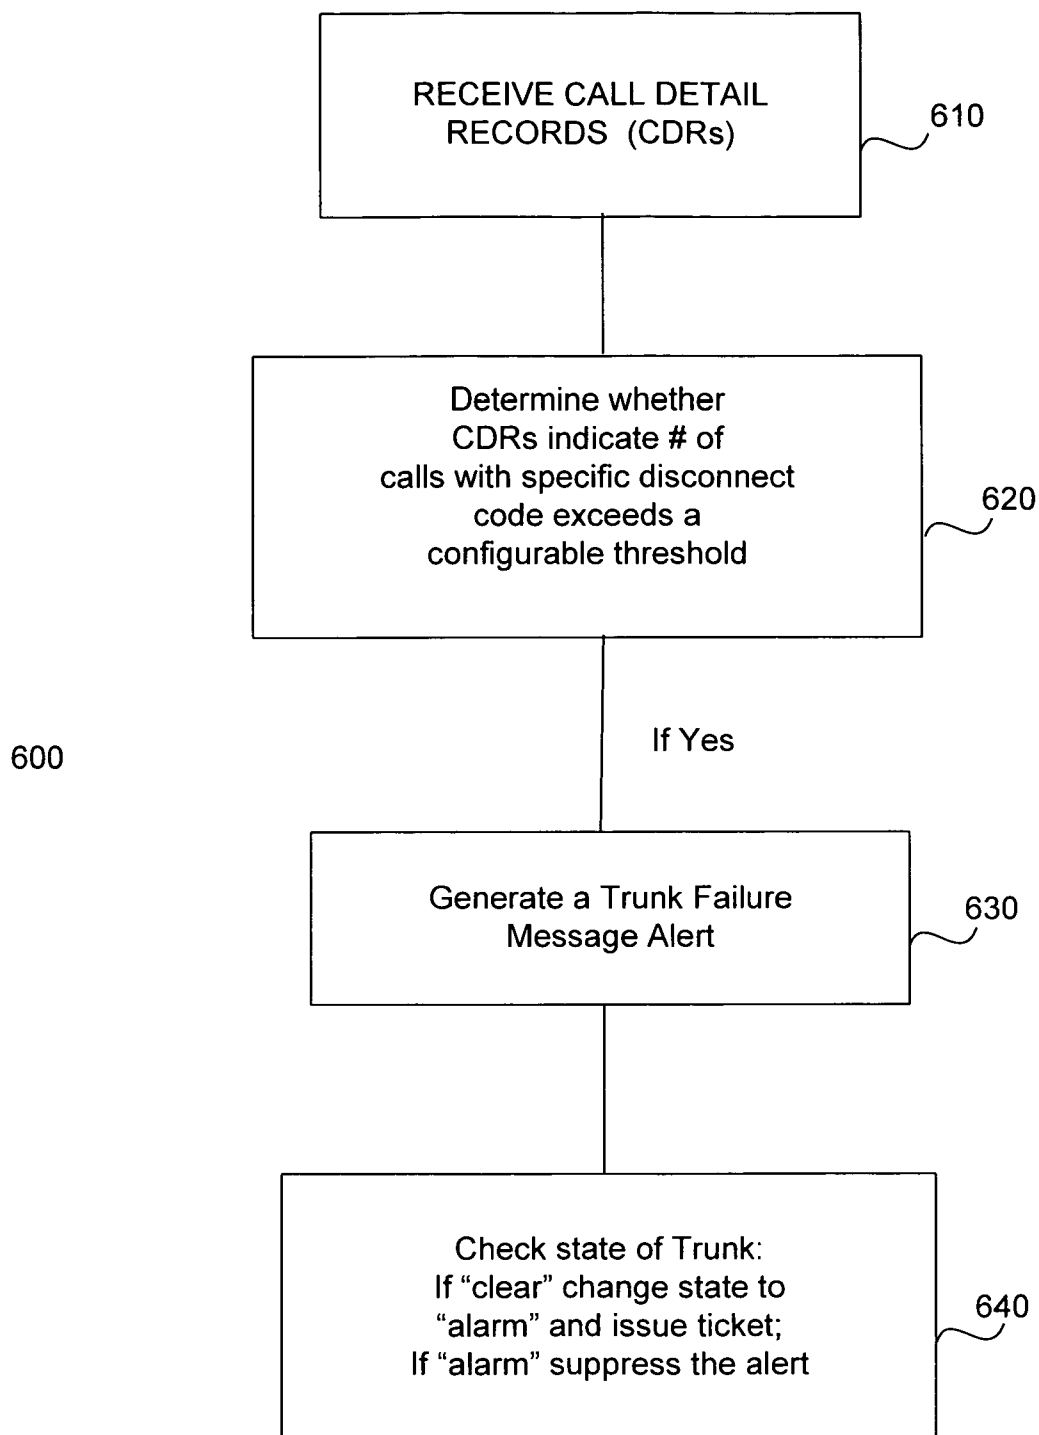 RECEIVE CALL DETAIL
RECORDS (CDRs)
610
Determine whether
CDRs indicate # of
calls with specific disconnect
code exceeds a
configurable threshold
620
If Yes
600
Generate a Trunk Failure
Message Alert
630
Check state of Trunk:
If “clear” change state to
“alarm” and issue ticket;
If “alarm” suppress the alert
640